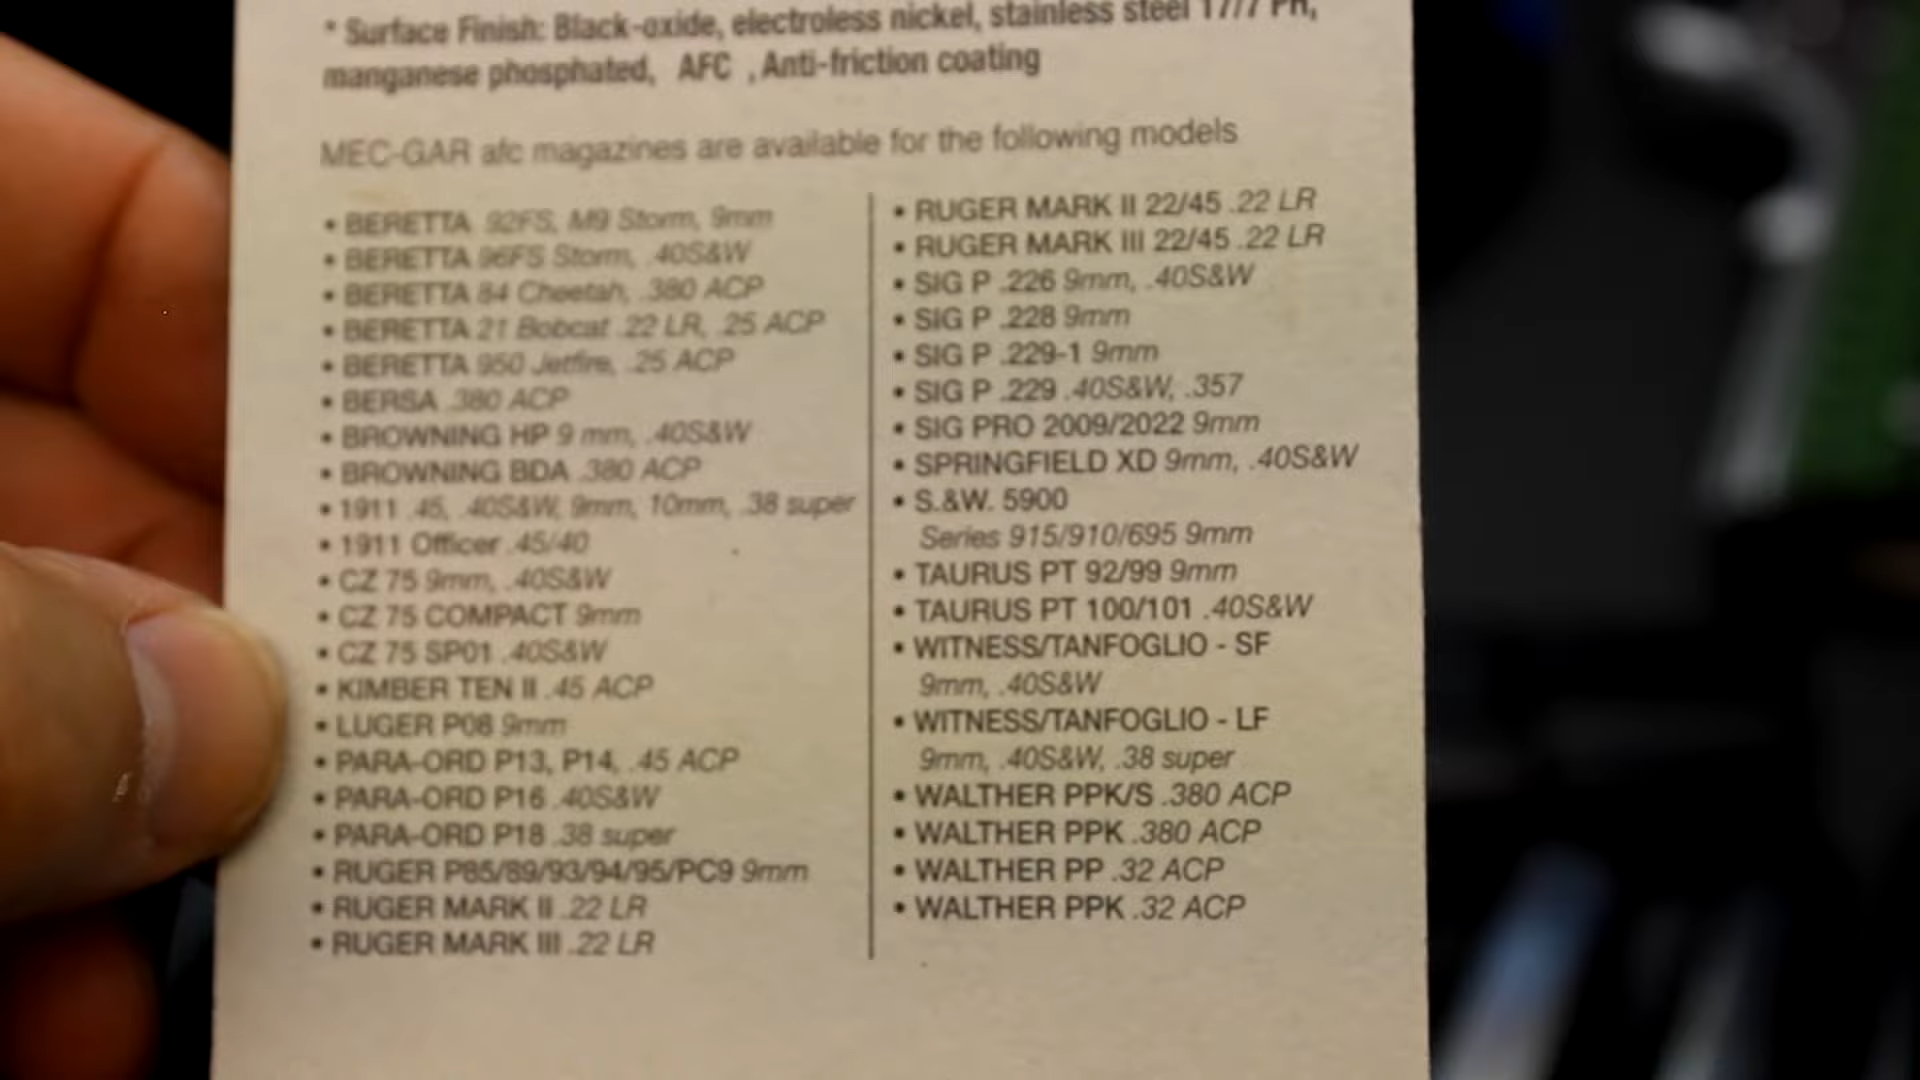 * Surface Finish: Black-oxide, electroless nickel, stainless steel 17/7 PH,
manganese phosphated, AFC , Anti-friction coating
MEC-GAR afc magazines are available for the following models
• BERETTA 92FS, M9 Storm, 9mm
• BERETTA 96FS Storm, .40S&W
• BERETTA 84 Cheetah, .380 ACP
• BERETTA 21 Bobcat .22 LR, .25 ACP
• BERETTA 950 Jetfire, .25 ACP
• BERSA .380 ACP
• BROWNING HP 9 mm, .40S&W
• BROWNING BDA .380 ACP
• 1911 .45, .40S&W, 9mm, 10mm, .38 super
• 1911 Officer .45/40
• CZ 75 9mm, .40S&W
• CZ 75 COMPACT 9mm
• CZ 75 SP01 .40S&W
• KIMBER TEN II .45 ACP
• LUGER P08 9mm
• PARA-ORD P13, P14, .45 ACP
• PARA-ORD P16 .40S&W
• PARA-ORD P18 .38 super
• RUGER P85/89/93/94/95/PC9 9mm
• RUGER MARK II .22 LR
• RUGER MARK III .22 LR
• RUGER MARK II 22/45 .22 LR
• RUGER MARK III 22/45 .22 LR
• SIG P .226 9mm, .40S&W
• SIG P .228 9mm
• SIG P .229-1 9mm
• SIG P .229 .40S&W, .357
• SIG PRO 2009/2022 9mm
• SPRINGFIELD XD 9mm, .40S&W
• S.&W. 5900
Series 915/910/695 9mm
• TAURUS PT 92/99 9mm
• TAURUS PT 100/101 .40S&W
• WITNESS/TANFOGLIO - SF
9mm, .40S&W
• WITNESS/TANFOGLIO - LF
9mm, .40S&W, .38 super
• WALTHER PPK/S .380 ACP
• WALTHER PPK .380 ACP
• WALTHER PP .32 ACP
• WALTHER PPK .32 ACP